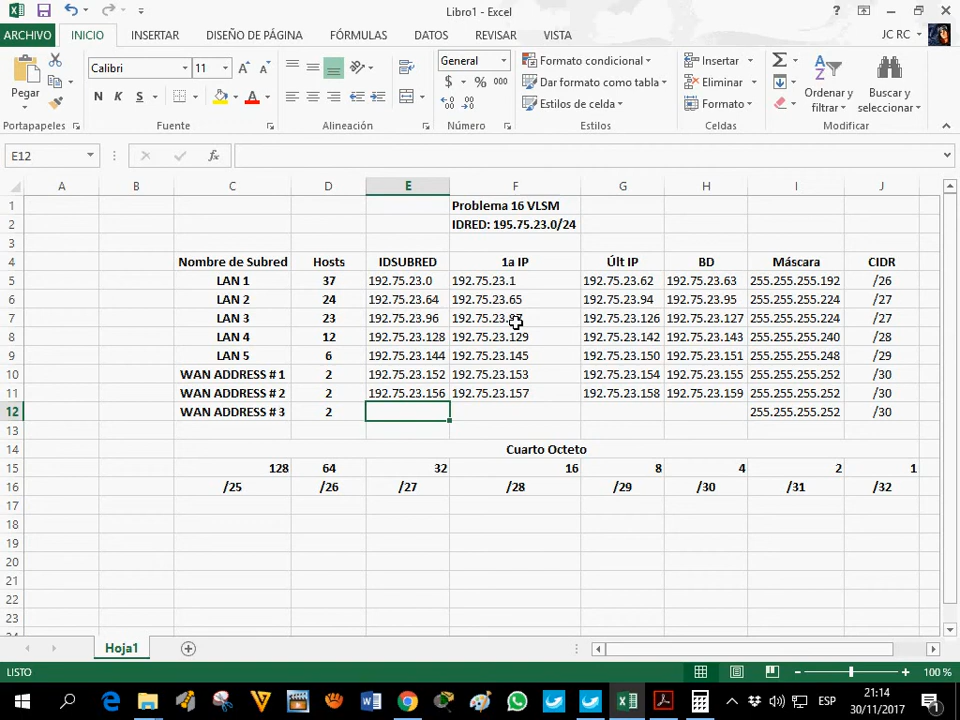 Libro1 - Excel
ARCHIVO INICIO INSERTAR DISEÑO DE PÁGINA FÓRMULAS DATOS REVISAR VISTA JC RC
Pegar Calibri 11 A A General Formato condicional Insertar Σ A Z
N K S A $ % 000 Dar formato como tabla Eliminar Ordenar y filtrar Buscar y seleccionar
Estilos de celda Formato
Portapapeles Fuente Alineación Número Estilos Celdas Modificar
E12 fx
A B C D E F G H I J
1 Problema 16 VLSM
2 IDRED: 195.75.23.0/24
3
4 Nombre de Subred Hosts IDSUBRED 1a IP Últ IP BD Máscara CIDR
5 LAN 1 37 192.75.23.0 192.75.23.1 192.75.23.62 192.75.23.63 255.255.255.192 /26
6 LAN 2 24 192.75.23.64 192.75.23.65 192.75.23.94 192.75.23.95 255.255.255.224 /27
7 LAN 3 23 192.75.23.96 192.75.23.97 192.75.23.126 192.75.23.127 255.255.255.224 /27
8 LAN 4 12 192.75.23.128 192.75.23.129 192.75.23.142 192.75.23.143 255.255.255.240 /28
9 LAN 5 6 192.75.23.144 192.75.23.145 192.75.23.150 192.75.23.151 255.255.255.248 /29
10 WAN ADDRESS # 1 2 192.75.23.152 192.75.23.153 192.75.23.154 192.75.23.155 255.255.255.252 /30
11 WAN ADDRESS # 2 2 192.75.23.156 192.75.23.157 192.75.23.158 192.75.23.159 255.255.255.252 /30
12 WAN ADDRESS # 3 2 255.255.255.252 /30
13
14 Cuarto Octeto
15 128 64 32 16 8 4 2 1
16 /25 /26 /27 /28 /29 /30 /31 /32
17
18
19
20
21
22
23
Hoja1
LISTO 100 %
ESP 21:14
30/11/2017 1